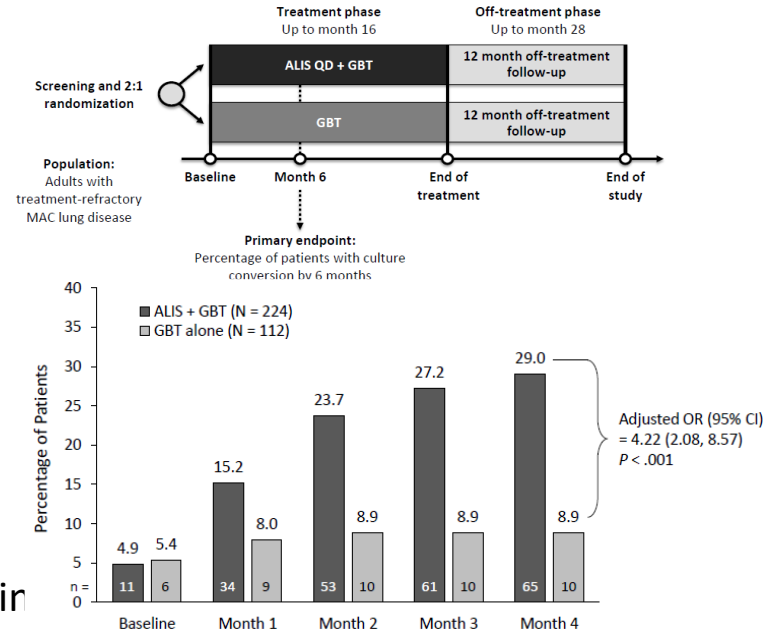 Treatment phase
Up to month 16
Off-treatment phase
Up to month 28
Screening and 2:1
randomization
ALIS QD + GBT
12 month off-treatment
follow-up
GBT
12 month off-treatment
follow-up
Population:
Adults with
treatment-refractory
MAC lung disease
Baseline
Month 6
End of
treatment
End of
study
Primary endpoint:
Percentage of patients with culture
conversion by 6 months
Percentage of Patients
40
35
30
25
20
15
10
5
0
ALIS + GBT (N = 224)
GBT alone (N = 112)
4.9 5.4
15.2 8.0
23.7 8.9
27.2 8.9
29.0 8.9
Adjusted OR (95% CI)
= 4.22 (2.08, 8.57)
P < .001
n = 11 6 34 9 53 10 61 10 65 10
Baseline Month 1 Month 2 Month 3 Month 4